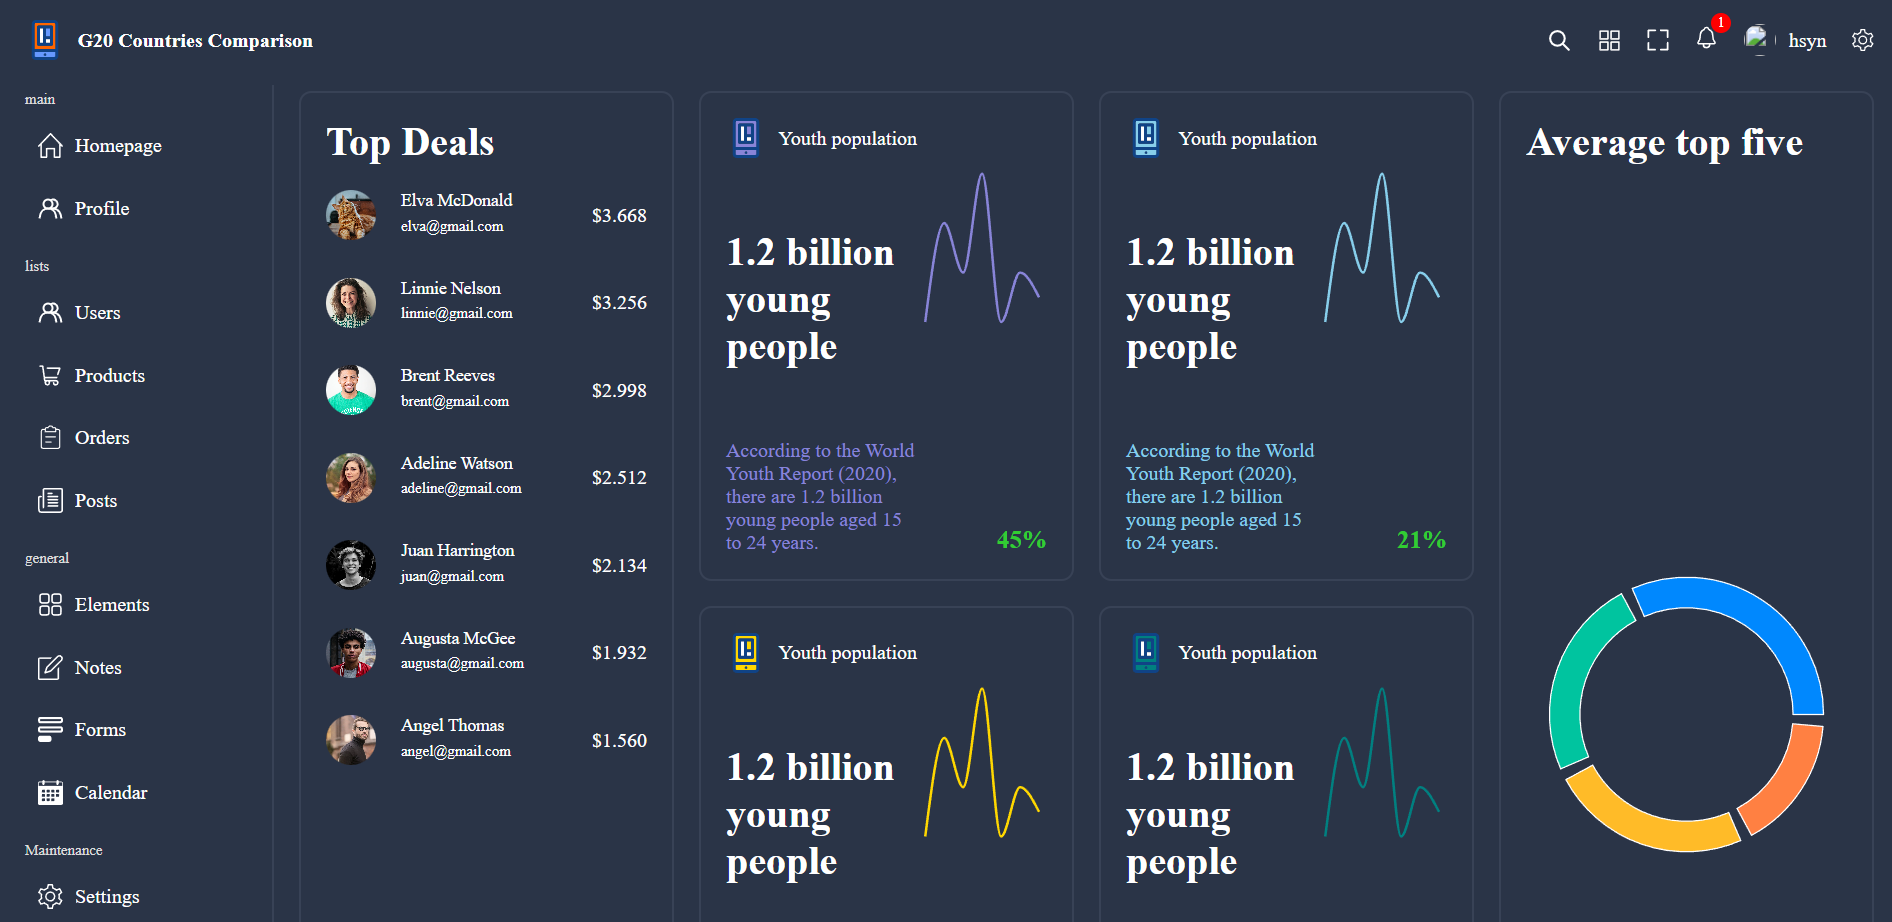 G20 Countries Comparison
1
hsyn
main
Homepage
Profile
lists
Users
Products
Orders
Posts
general
Elements
Notes
Forms
Calendar
Maintenance
Settings
Top Deals
Elva McDonald
elva@gmail.com
$3.668
Linnie Nelson
linnie@gmail.com
$3.256
Brent Reeves
brent@gmail.com
$2.998
Adeline Watson
adeline@gmail.com
$2.512
Juan Harrington
juan@gmail.com
$2.134
Augusta McGee
augusta@gmail.com
$1.932
Angel Thomas
angel@gmail.com
$1.560
Youth population
1.2 billion
young
people
According to the World
Youth Report (2020),
there are 1.2 billion
young people aged 15
to 24 years.
45%
Youth population
1.2 billion
young
people
According to the World
Youth Report (2020),
there are 1.2 billion
young people aged 15
to 24 years.
21%
Youth population
1.2 billion
young
people
Youth population
1.2 billion
young
people
Average top five